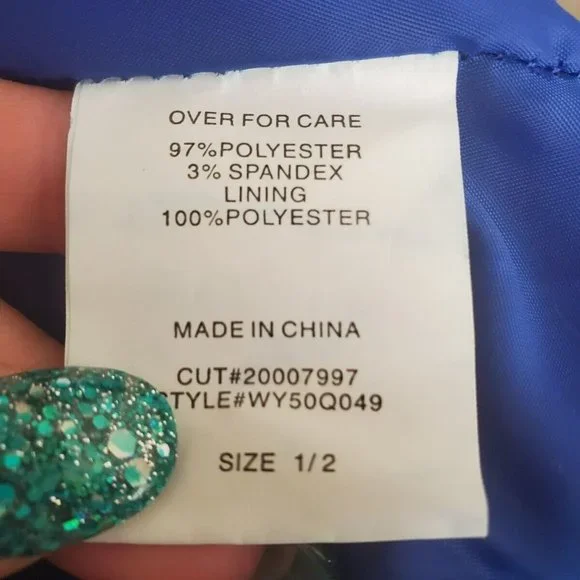 OVER FOR CARE
97%POLYESTER
3% SPANDEX
LINING
100%POLYESTER
MADE IN CHINA
CUT#20007997
STYLE#WY50Q049
SIZE 1/2